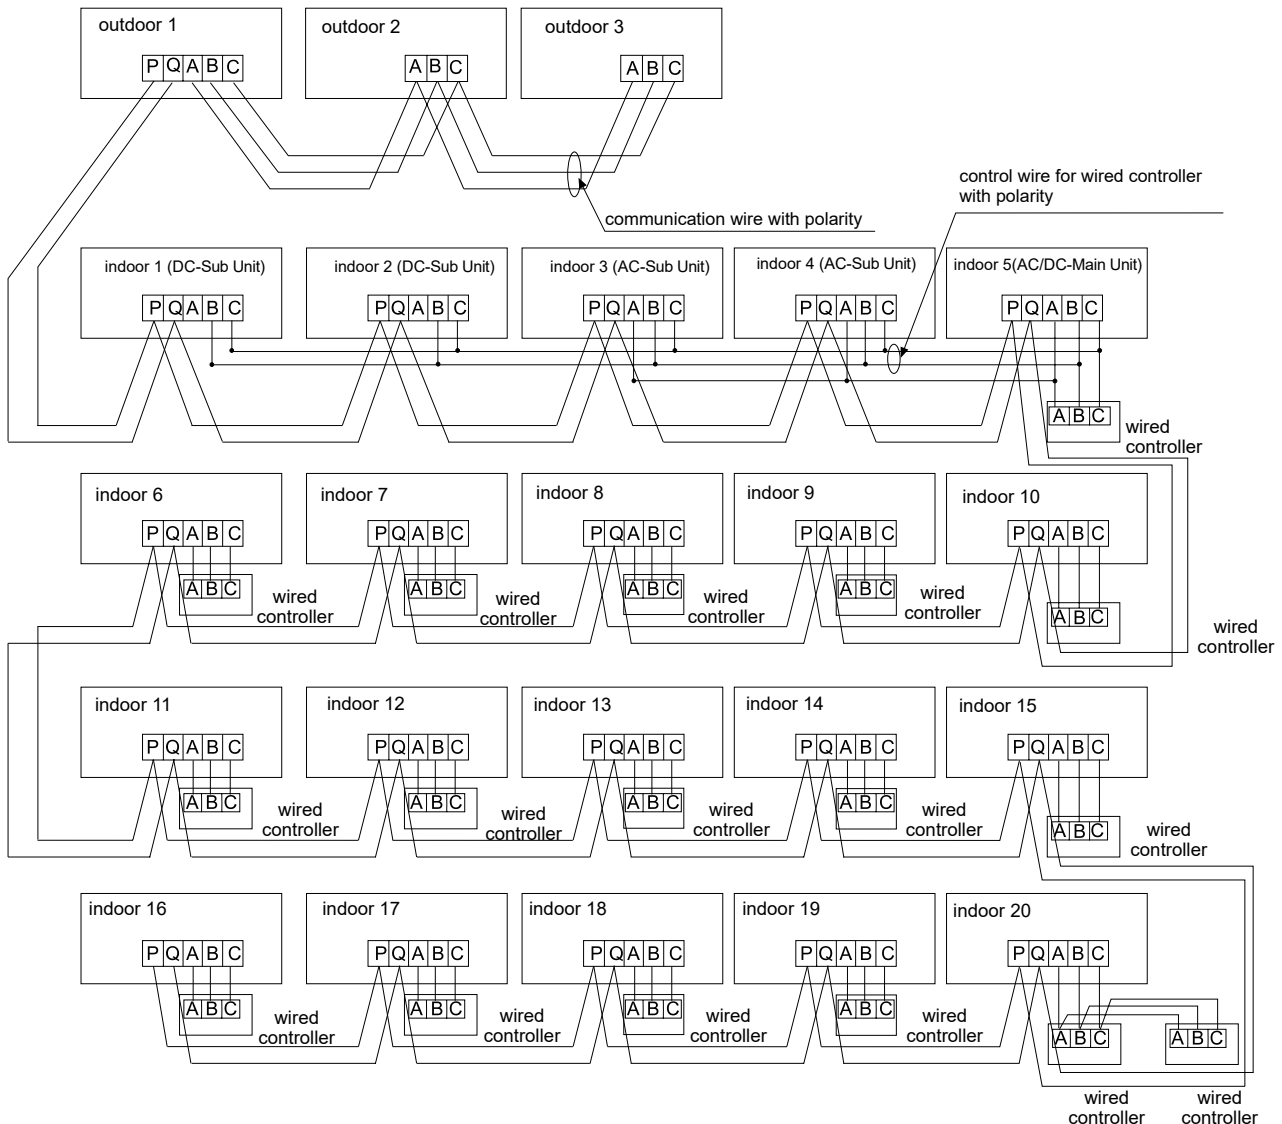 outdoor 1
outdoor 2
outdoor 3
P Q A B C
A B C
A B C
control wire for wired controller
with polarity
communication wire with polarity
indoor 1 (DC-Sub Unit)
indoor 2 (DC-Sub Unit)
indoor 3 (AC-Sub Unit)
indoor 4 (AC-Sub Unit)
indoor 5(AC/DC-Main Unit)
P Q A B C
P Q A B C
P Q A B C
P Q A B C
P Q A B C
A B C
wired
controller
indoor 6
indoor 7
indoor 8
indoor 9
indoor 10
P Q A B C
P Q A B C
P Q A B C
P Q A B C
P Q A B C
A B C
wired
controller
A B C
wired
controller
A B C
wired
controller
A B C
wired
controller
A B C
wired
controller
indoor 11
indoor 12
indoor 13
indoor 14
indoor 15
P Q A B C
P Q A B C
P Q A B C
P Q A B C
P Q A B C
A B C
wired
controller
A B C
wired
controller
A B C
wired
controller
A B C
wired
controller
A B C
wired
controller
indoor 16
indoor 17
indoor 18
indoor 19
indoor 20
P Q A B C
P Q A B C
P Q A B C
P Q A B C
P Q A B C
A B C
wired
controller
A B C
wired
controller
A B C
wired
controller
A B C
wired
controller
A B C
A B C
wired
controller
wired
controller